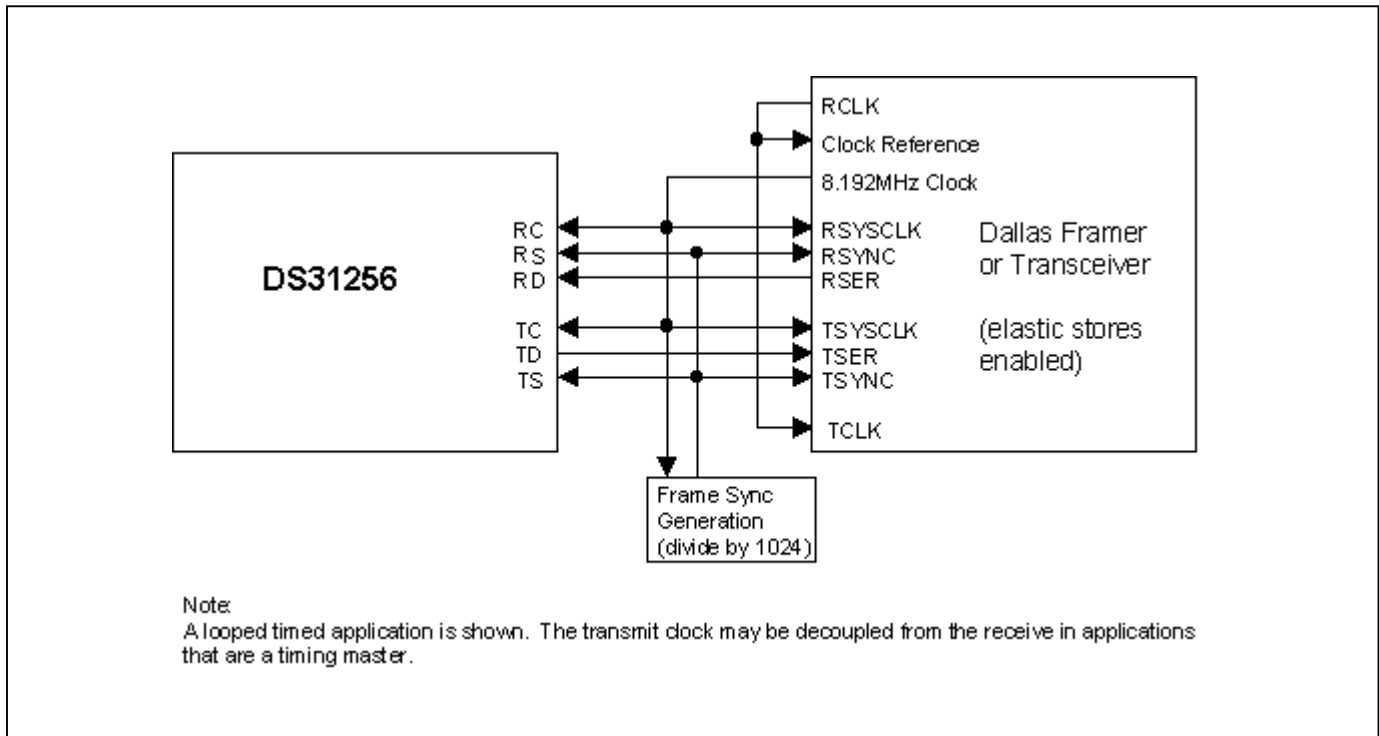 RCLK
Clock Reference
8.192MHz Clock
RC
RS
RD
DS31256
TC
TD
TS
RSYSCLK
RSYNC
RSER
Dallas Framer
or Transceiver
TSYSCLK
TSER
TSYNC
(elastic stores
enabled)
TCLK
Frame Sync
Generation
(divide by 1024)
Note:
A looped timed application is shown. The transmit clock may be decoupled from the receive in applications
that are a timing master.